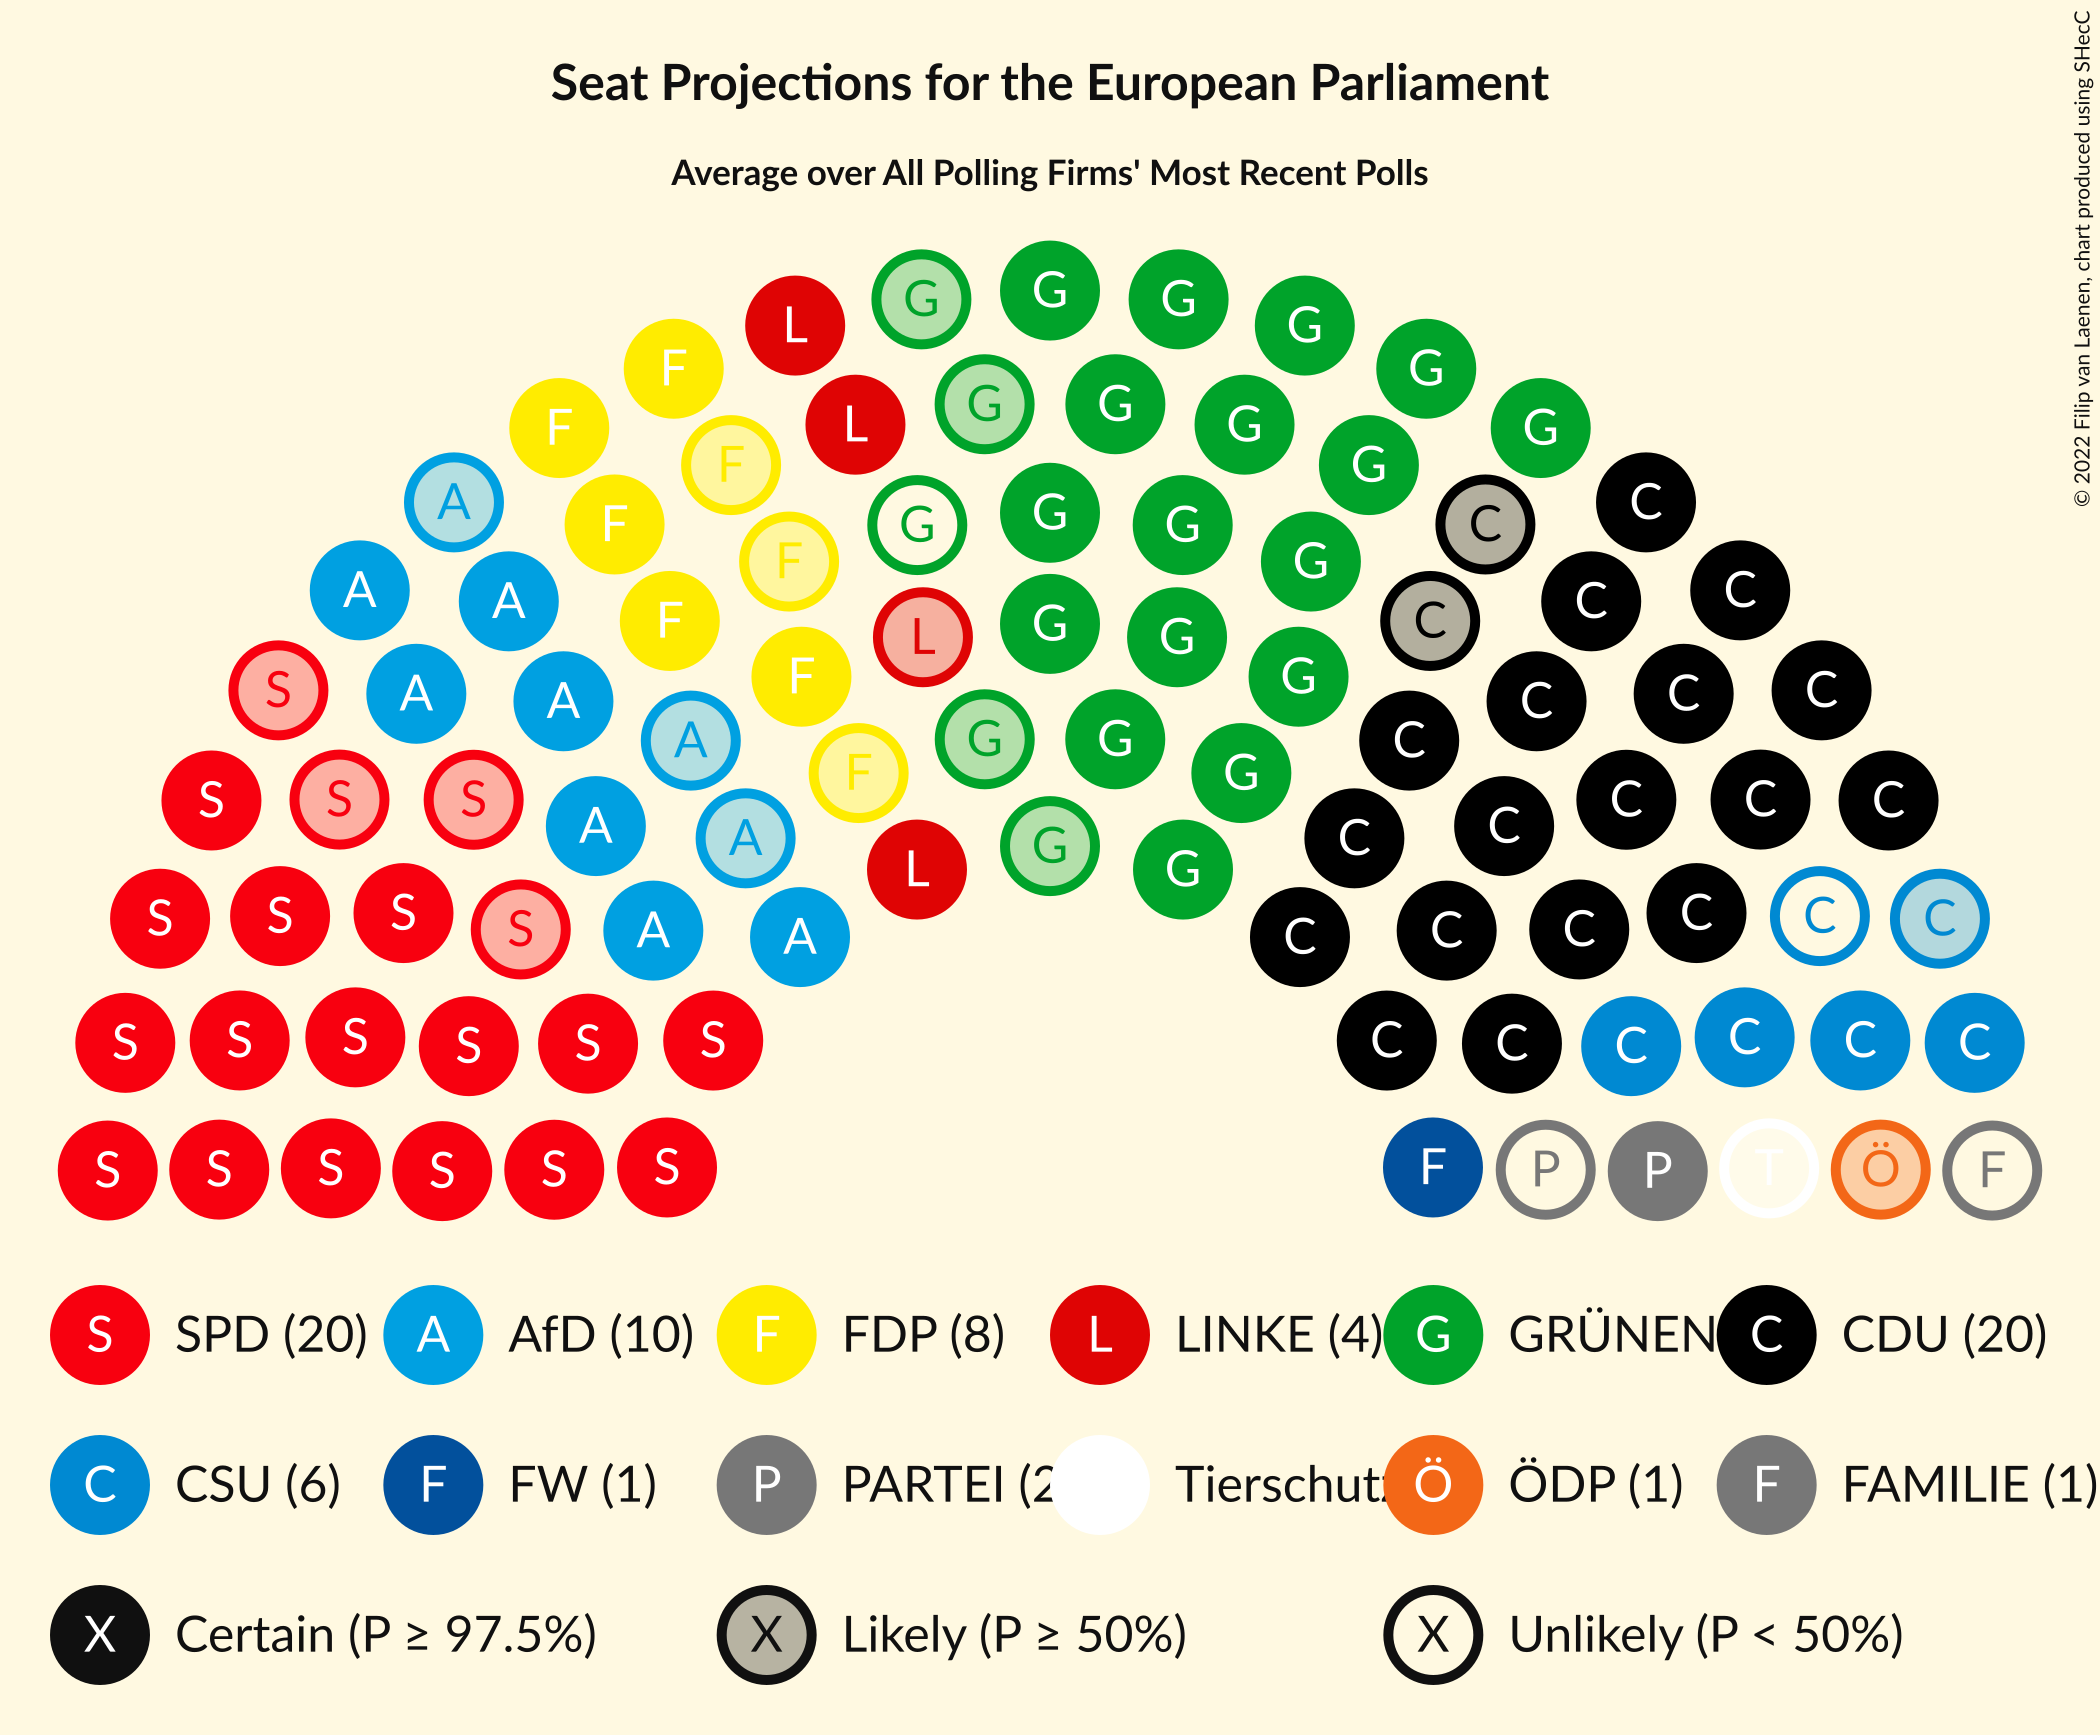 Seat Projections for the European Parliament
Average over All Polling Firms' Most Recent Polls
© 2022 Filip van Laenen, chart produced using SHecC
G G G G G G
L G G G G L
F F G G G G
F F F L G G G C C
A F F G G G C C
A A F G G C C C
S A A A F L G G C C C C C
S S S A A C C C C C C
S S S S A A C C C C C C
S S S S S S C C C C C C
S S S S S S F P P T Ö F
S SPD (20) A AfD (10) F FDP (8) L LINKE (4) G GRÜNEN C CDU (20)
C CSU (6) F FW (1) P PARTEI (2 Tierschutz Ö ÖDP (1) F FAMILIE (1)
X Certain (P ≥ 97.5%) X Likely (P ≥ 50%) X Unlikely (P < 50%)